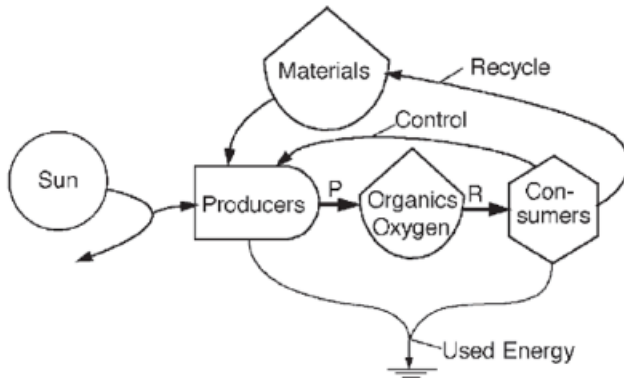 Materials
Recycle
Control
Sun
Producers
P
Organics
Oxygen
R
Con-
sumers
Used Energy